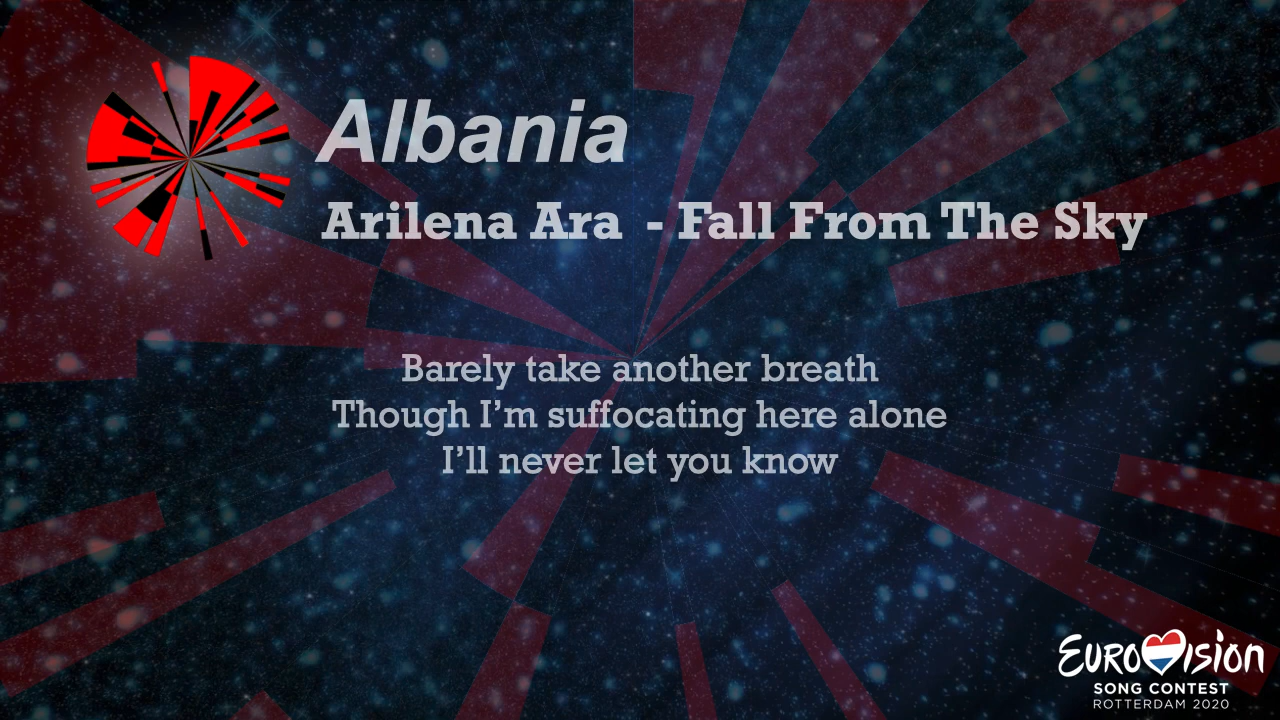 Albania
Arilena Ara - Fall From The Sky
Barely take another breath
Though I’m suffocating here alone
I’ll never let you know
EUROVISION
SONG CONTEST
ROTTERDAM 2020